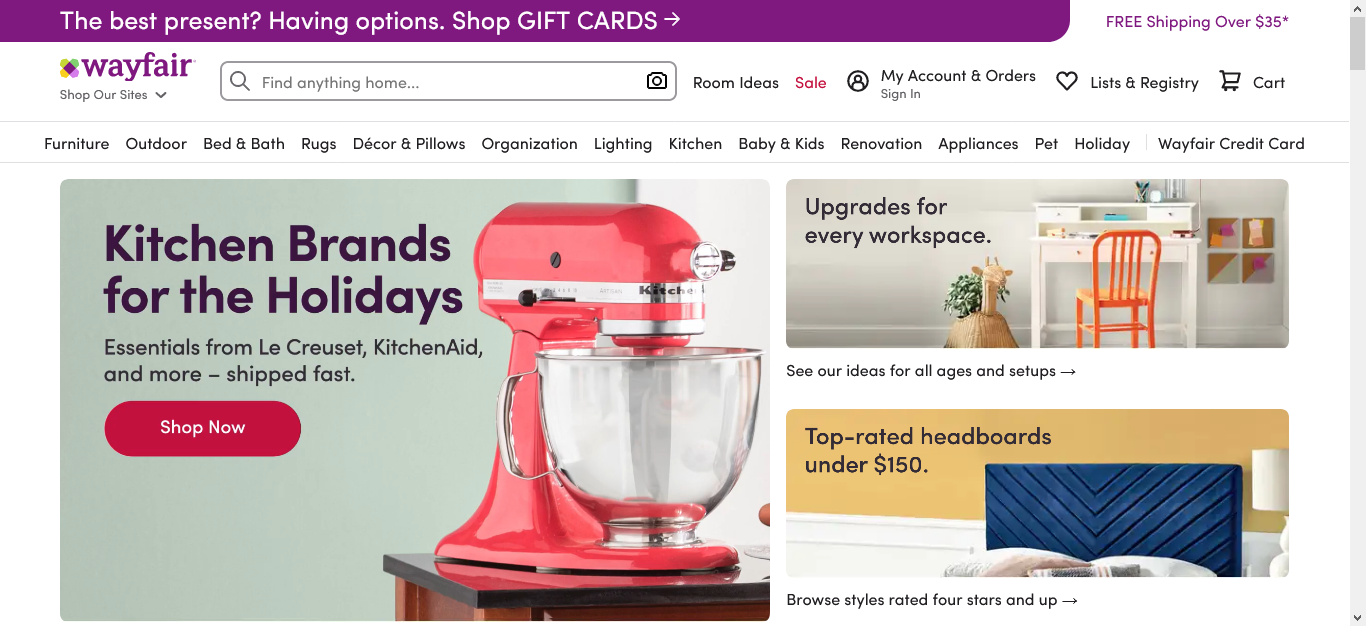 The best present? Having options. Shop GIFT CARDS →
FREE Shipping Over $35*
wayfair
Shop Our Sites
Find anything home...
Room Ideas
Sale
My Account & Orders
Sign In
Lists & Registry
Cart
Furniture Outdoor Bed & Bath Rugs Décor & Pillows Organization Lighting Kitchen Baby & Kids Renovation Appliances Pet Holiday Wayfair Credit Card
Kitchen Brands
for the Holidays
Essentials from Le Creuset, KitchenAid,
and more – shipped fast.
Shop Now
KitchenA
Upgrades for
every workspace.
See our ideas for all ages and setups →
Top-rated headboards
under $150.
Browse styles rated four stars and up →